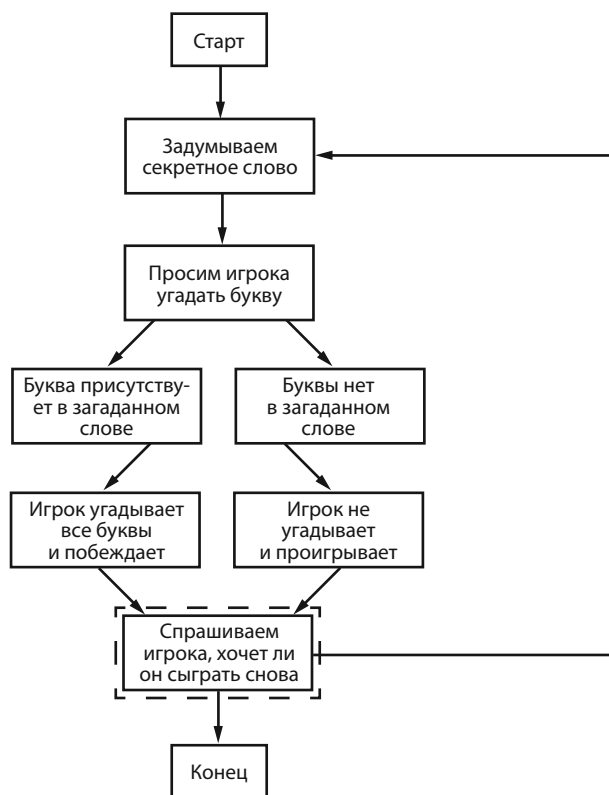 Старт
Задумываем
секретное слово
Просим игрока
угадать букву
Буква присутству-
ет в загаданном
слове
Буквы нет
в загаданном
слове
Игрок угадывает
все буквы
и побеждает
Игрок не
угадывает
и проигрывает
Спрашиваем
игрока, хочет ли
он сыграть снова
Конец